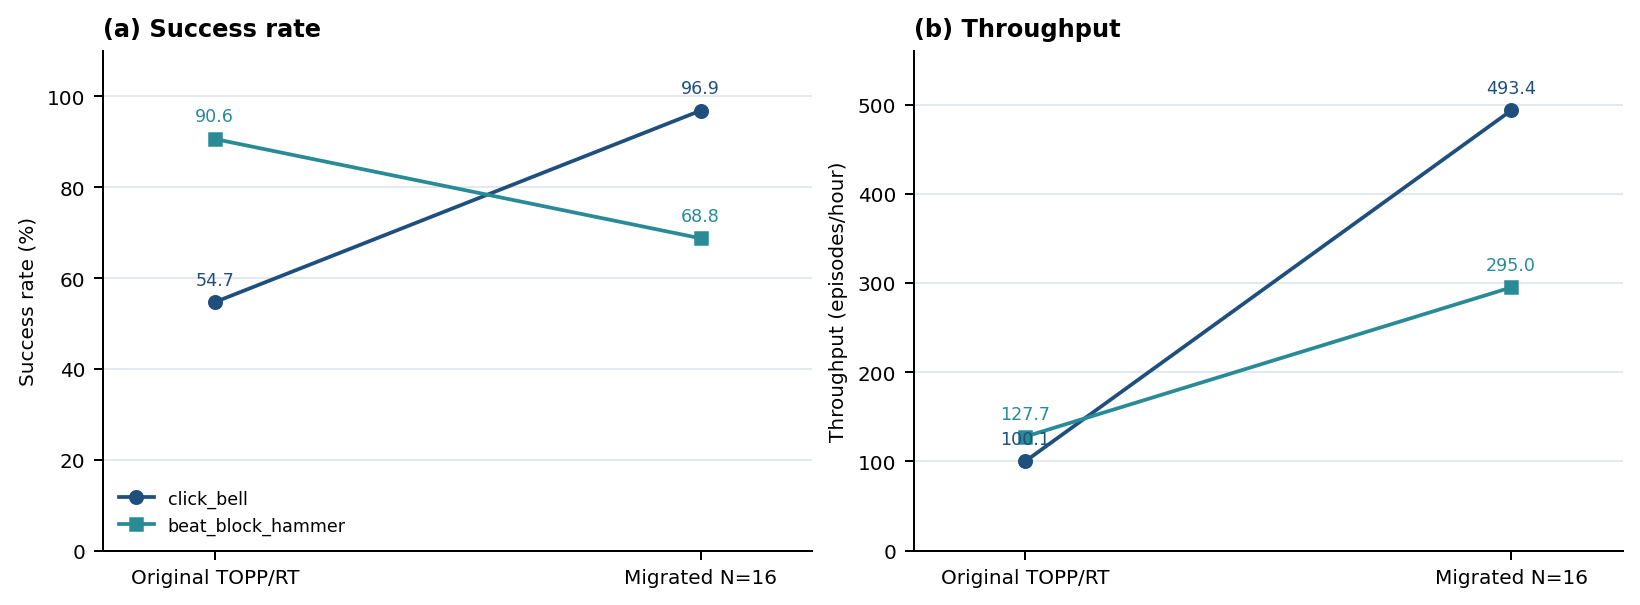 (a) Success rate
Success rate (%)
100
80
60
40
20
0
90.6
54.7
96.9
68.8
click_bell
beat_block_hammer
Original TOPP/RT
Migrated N=16
(b) Throughput
Throughput (episodes/hour)
500
400
300
200
100
0
127.7
100.1
493.4
295.0
Original TOPP/RT
Migrated N=16